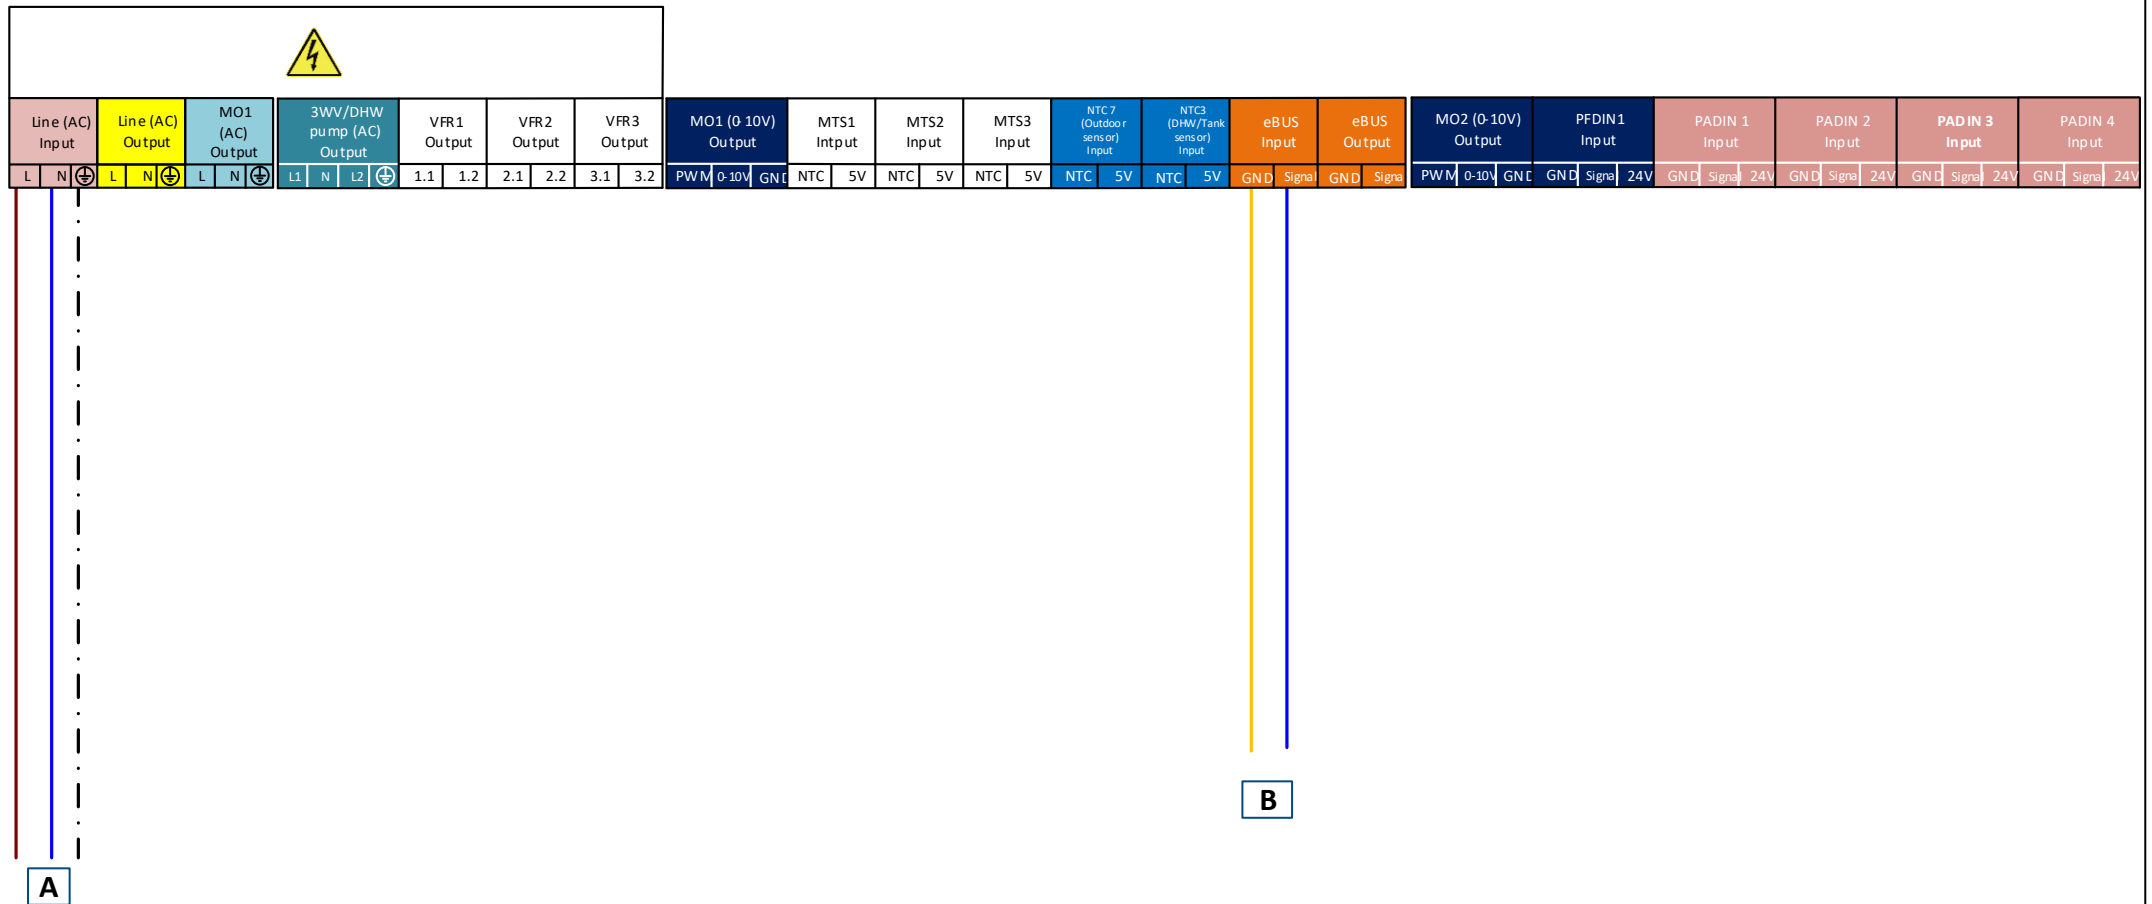 Line (AC)
Input
Line (AC)
Output
MO1
(AC)
Output
3WV/DHW
pump (AC)
Output
VFR1
Output
VFR2
Output
VFR3
Output
MO1 (0-10V)
Output
MTS1
Intput
MTS2
Input
MTS3
Input
NTC 7
(Outdoor
sensor)
Input
NTC3
(DHW/Tank
sensor)
Input
eBUS
Input
eBUS
Output
MO2 (0-10V)
Output
PFDIN1
Input
PADIN 1
Input
PADIN 2
Input
PADIN 3
Input
PADIN 4
Input
L N L N L N L1 N L2 1.1 1.2 2.1 2.2 3.1 3.2 PWM 0-10V GND NTC 5V NTC 5V NTC 5V NTC 5V NTC 5V GND Signal GND Signa PWM 0-10V GND GND Signal 24V GND Signal 24V GND Signal 24V GND Signal 24V GND Signal 24V
B
A